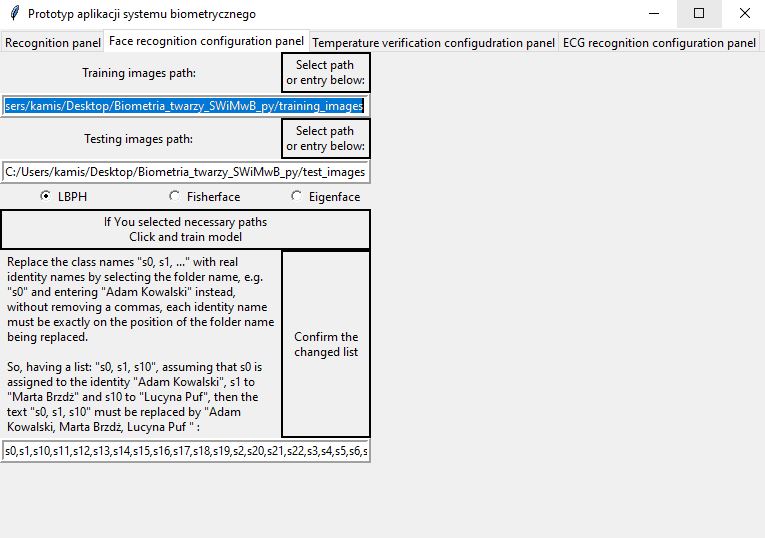 Prototyp aplikacji systemu biometrycznego
Recognition panel Face recognition configuration panel Temperature verification configudration panel ECG recognition configuration panel
Training images path:
Select path
or entry below:
sers/kamis/Desktop/Biometria_twarzy_SWiMwB_py/training_images
Testing images path:
Select path
or entry below:
C:/Users/kamis/Desktop/Biometria_twarzy_SWiMwB_py/test_images
LBPH Fisherface Eigenface
If You selected necessary paths
Click and train model
Replace the class names "s0, s1, ..." with real
identity names by selecting the folder name, e.g.
"s0" and entering "Adam Kowalski" instead,
without removing a commas, each identity name
must be exactly on the position of the folder name
being replaced.
So, having a list: "s0, s1, s10", assuming that s0 is
assigned to the identity "Adam Kowalski", s1 to
"Marta Brzdź" and s10 to "Lucyna Puf", then the
text "s0, s1, s10" must be replaced by "Adam
Kowalski, Marta Brzdź, Lucyna Puf " :
Confirm the
changed list
s0,s1,s10,s11,s12,s13,s14,s15,s16,s17,s18,s19,s2,s20,s21,s22,s3,s4,s5,s6,s